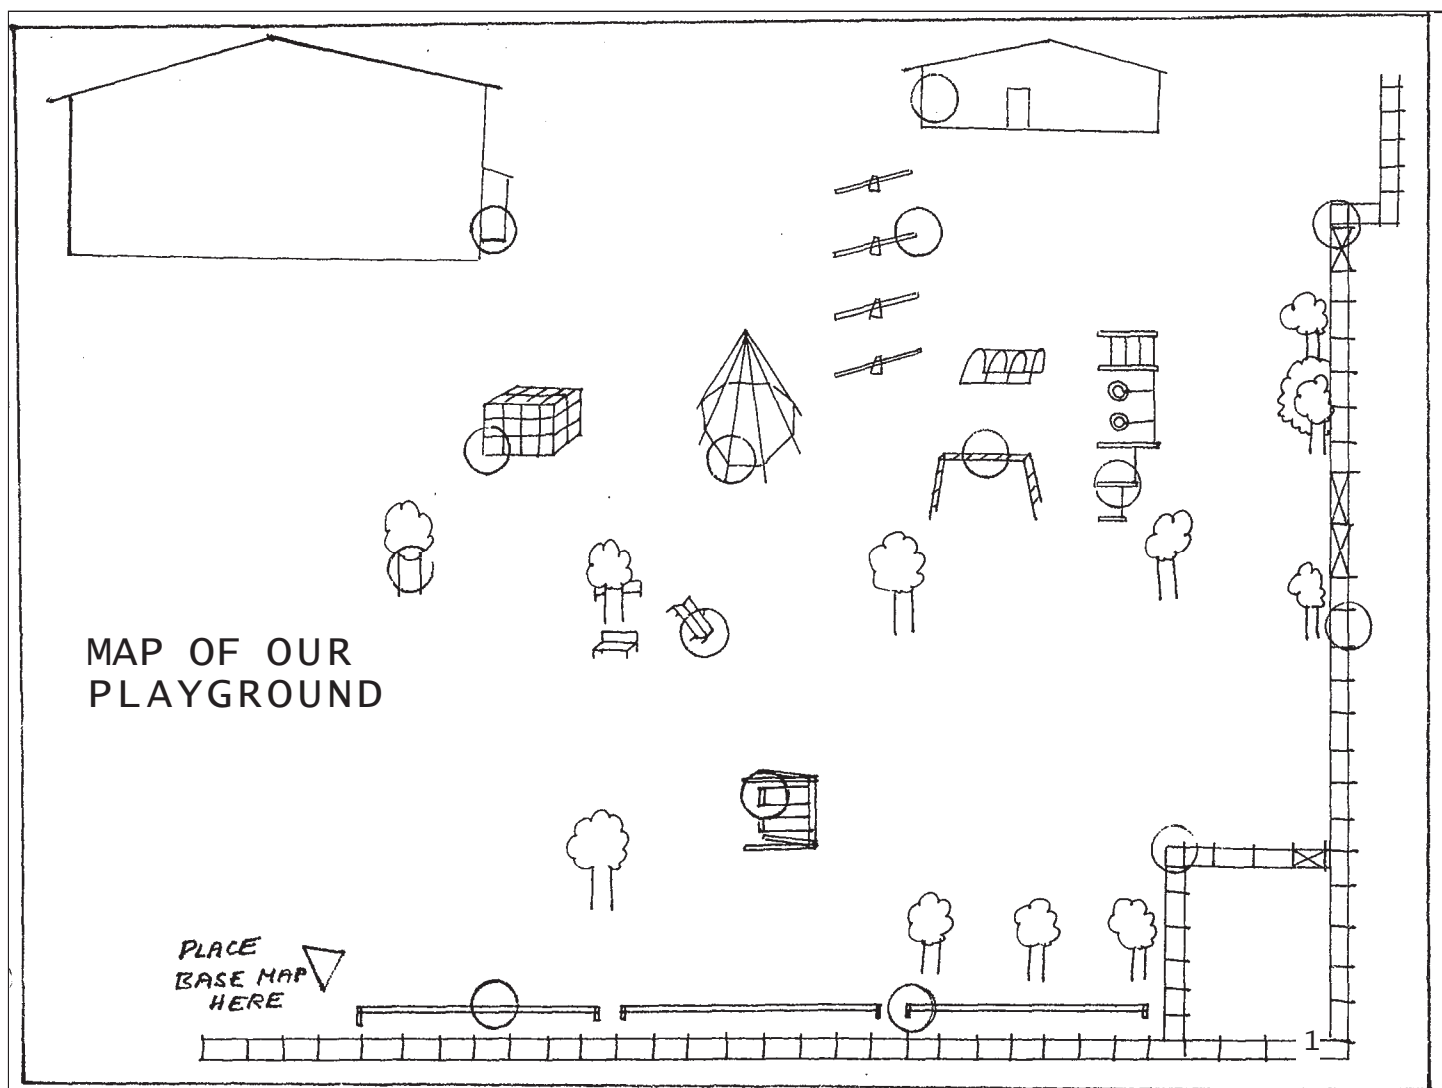 MAP OF OUR
PLAYGROUND
PLACE
BASE MAP
HERE
1